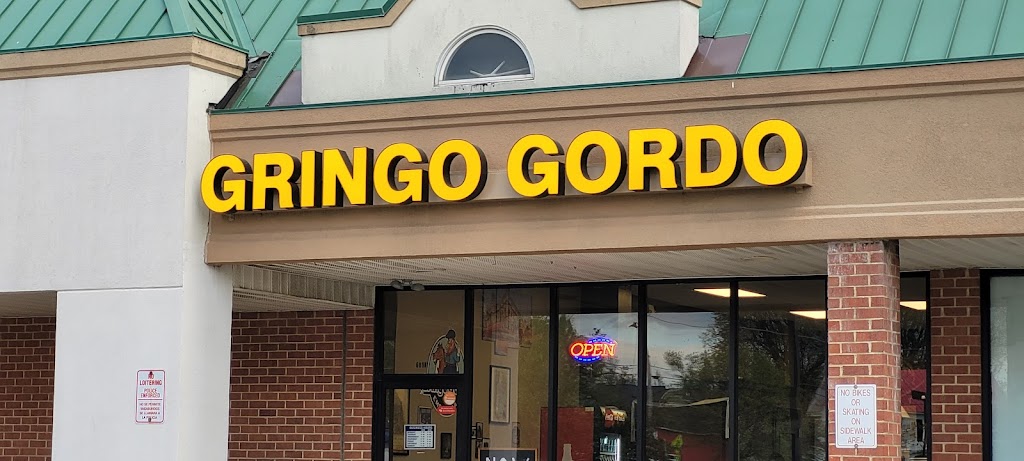 GRINGO GORDO
OPEN
LOITERING
POLICE
ENFORCED
NO BIKES
OR
SKATING
ON
SIDEWALK
AREA